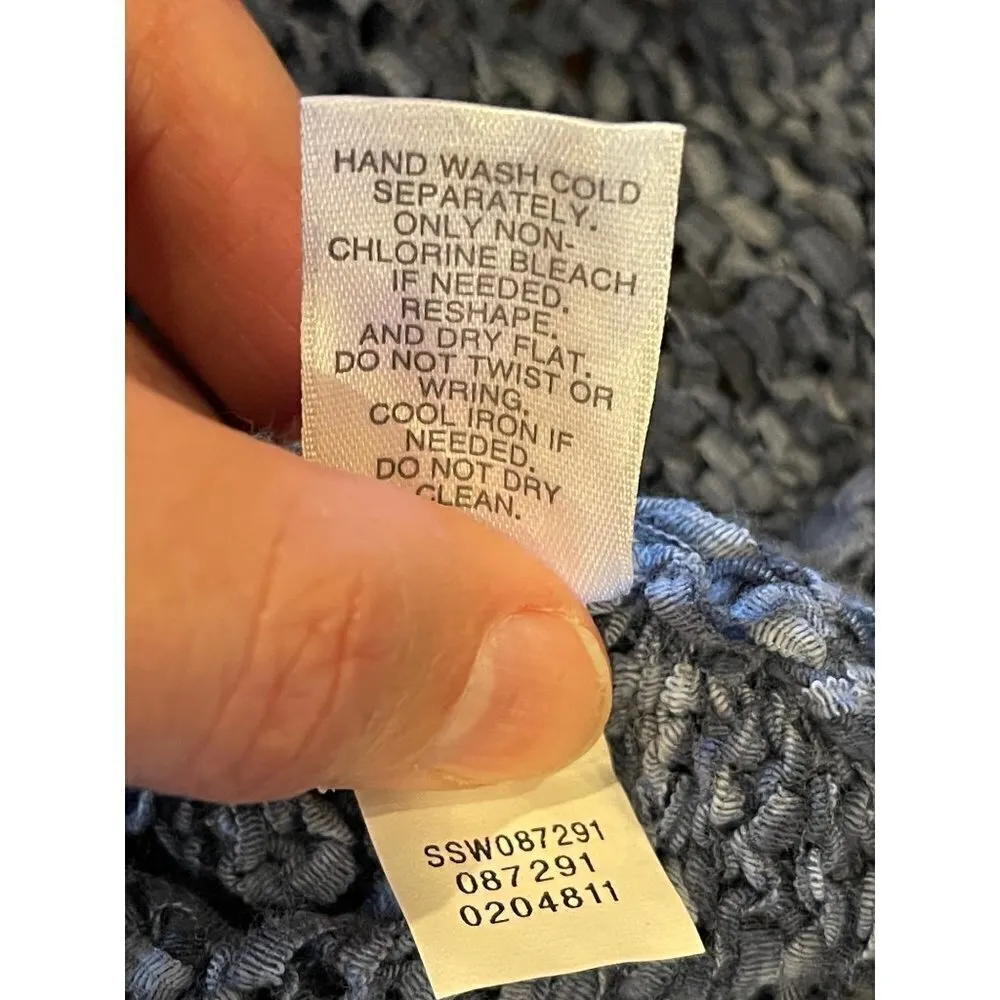 HAND WASH COLD
SEPARATELY.
ONLY NON-
CHLORINE BLEACH
IF NEEDED.
RESHAPE.
AND DRY FLAT.
DO NOT TWIST OR
WRING.
COOL IRON IF
NEEDED.
DO NOT DRY
CLEAN.
SSW087291
087291
0204811